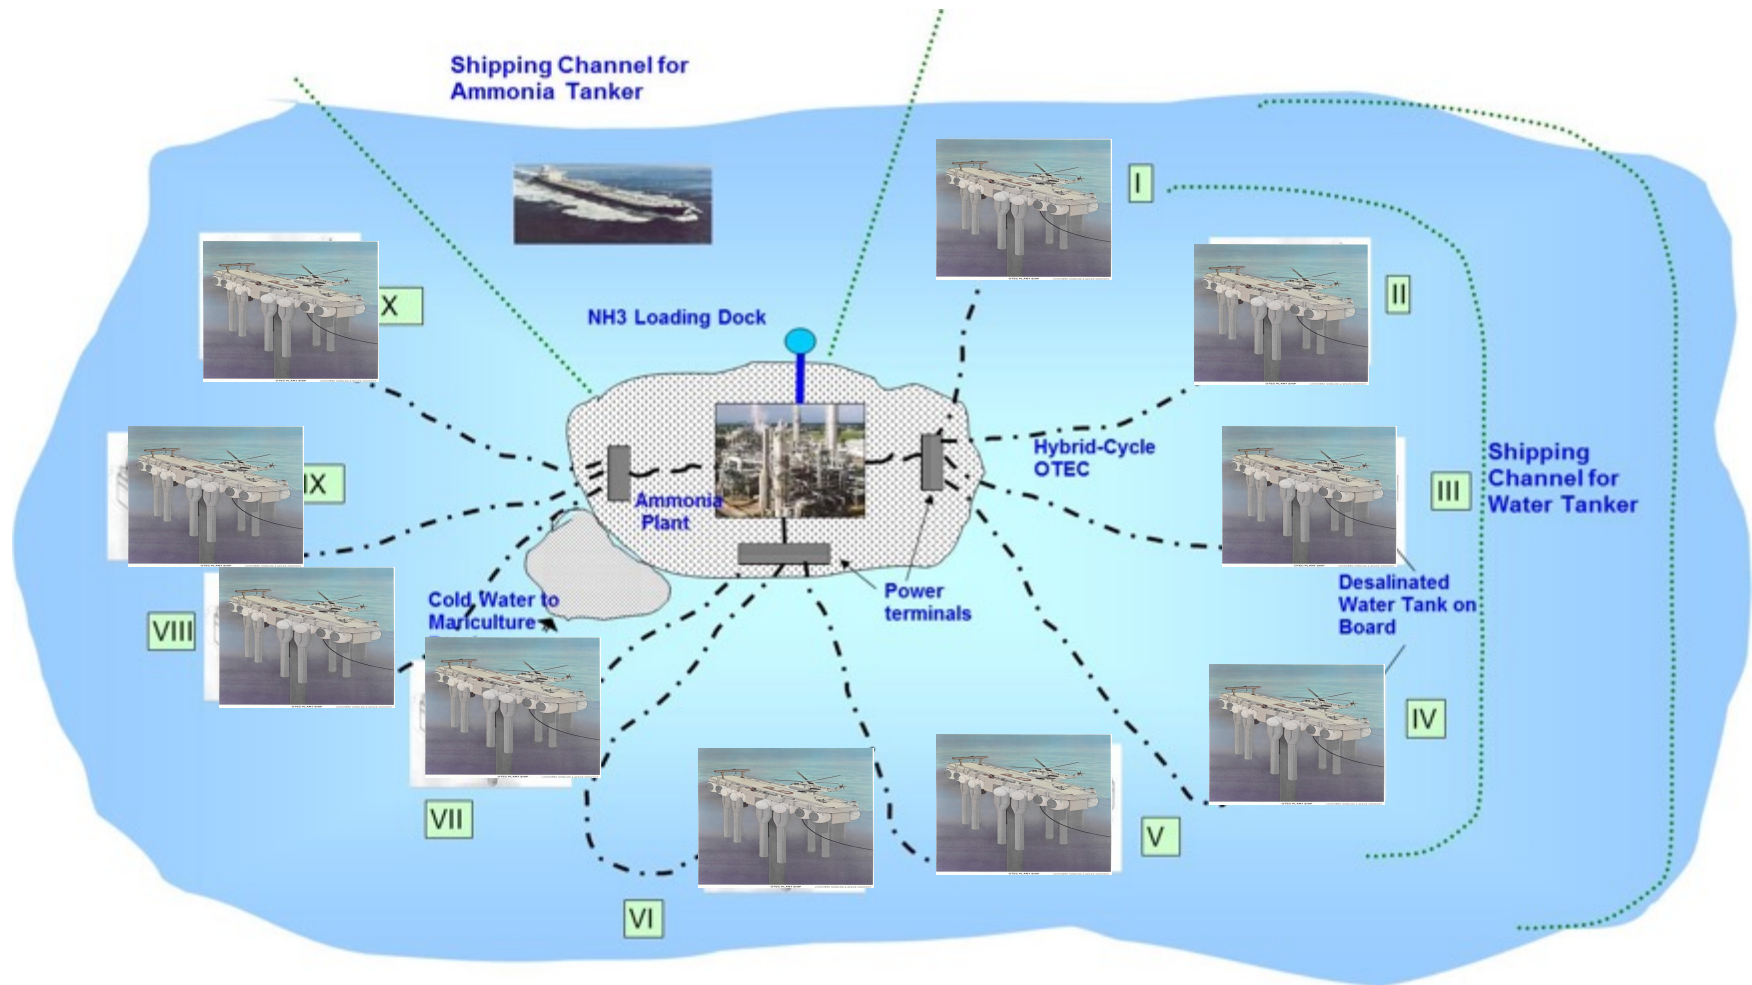 Shipping Channel for
Ammonia Tanker
I
II
X
NH3 Loading Dock
Hybrid-Cycle
OTEC
Shipping
Channel for
Water Tanker
III
IX
Ammonia
Plant
Desalinated
Water Tank on
Board
Power
terminals
Cold Water to
Mariculture
VIII
IV
VII
V
VI